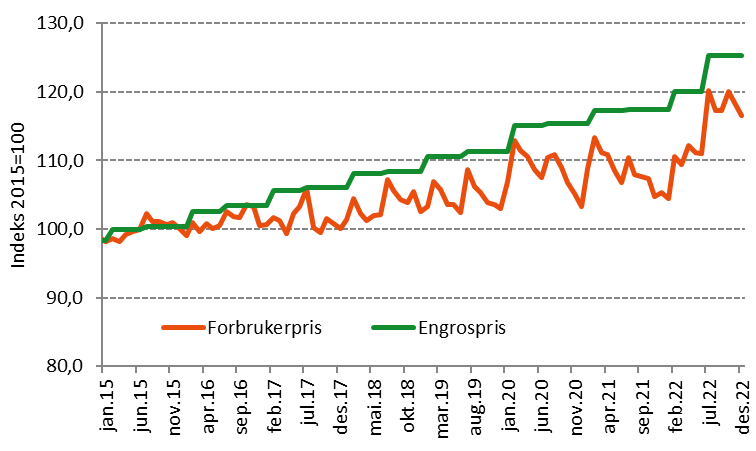 130,0
120,0
110,0
100,0
90,0
80,0
Indeks 2015=100
Forbrukerpris
Engrospris
jan.15
jun.15
nov.15
apr.16
sep.16
feb.17
jul.17
des.17
mai.18
okt.18
mar.19
aug.19
jan.20
jun.20
nov.20
apr.21
sep.21
feb.22
jul.22
des.22